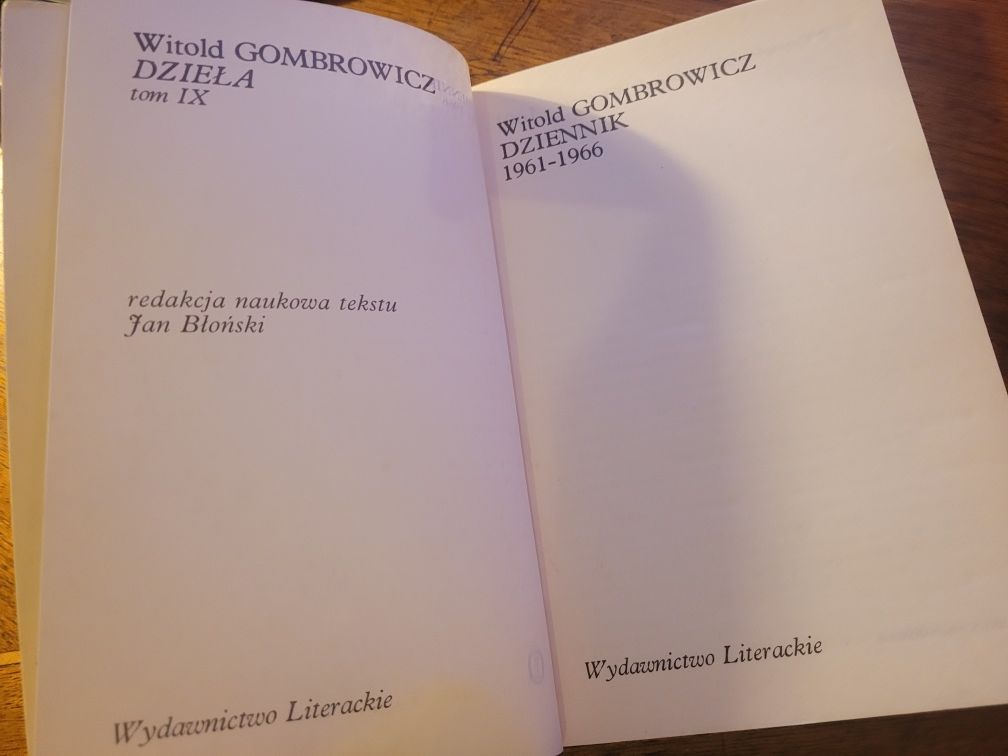 Witold GOMBROWICZ
DZIEŁA
tom IX
redakcja naukowa tekstu
Jan Błoński
Wydawnictwo Literackie
Witold GOMBROWICZ
DZIENNIK
1961-1966
Wydawnictwo Literackie